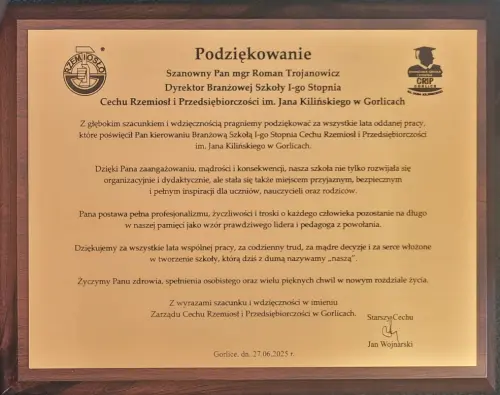 RZEMIOSŁO
CRIP
GORLICE
Podziękowanie
Szanowny Pan mgr Roman Trojanowicz
Dyrektor Branżowej Szkoły I-go Stopnia
Cechu Rzemiosł i Przedsiębiorczości im. Jana Kilińskiego w Gorlicach
Z głębokim szacunkiem i wdzięcznością pragniemy podziękować za wszystkie lata oddanej pracy,
które poświęcił Pan kierowaniu Branżową Szkołą I-go Stopnia Cechu Rzemiosł i Przedsiębiorczości
im. Jana Kilińskiego w Gorlicach.
Dzięki Pana zaangażowaniu, mądrości i konsekwencji, nasza szkoła nie tylko rozwijała się
organizacyjnie i dydaktycznie, ale stała się także miejscem przyjaznym, bezpiecznym
i pełnym inspiracji dla uczniów, nauczycieli oraz rodziców.
Pana postawa pełna profesjonalizmu, życzliwości i troski o każdego człowieka pozostanie na długo
w naszej pamięci jako wzór prawdziwego lidera i pedagoga z powołania.
Dziękujemy za wszystkie lata wspólnej pracy, za codzienny trud, za mądre decyzje i za serce włożone
w tworzenie szkoły, którą dziś z dumą nazywamy „naszą”.
Życzymy Panu zdrowia, spełnienia osobistego oraz wielu pięknych chwil w nowym rozdziale życia.
Z wyrazami szacunku i wdzięczności w imieniu
Zarządu Cechu Rzemiosł i Przedsiębiorczości w Gorlicach.
Starszy Cechu
Jan Wojnarski
Gorlice, dn. 27.06.2025 r.